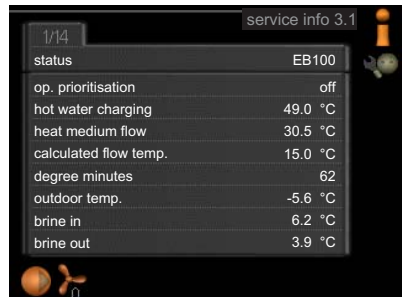 service info 3.1
1/14
status EB100
op. prioritisation off
hot water charging 49.0 °C
heat medium flow 30.5 °C
calculated flow temp. 15.0 °C
degree minutes 62
outdoor temp. -5.6 °C
brine in 6.2 °C
brine out 3.9 °C